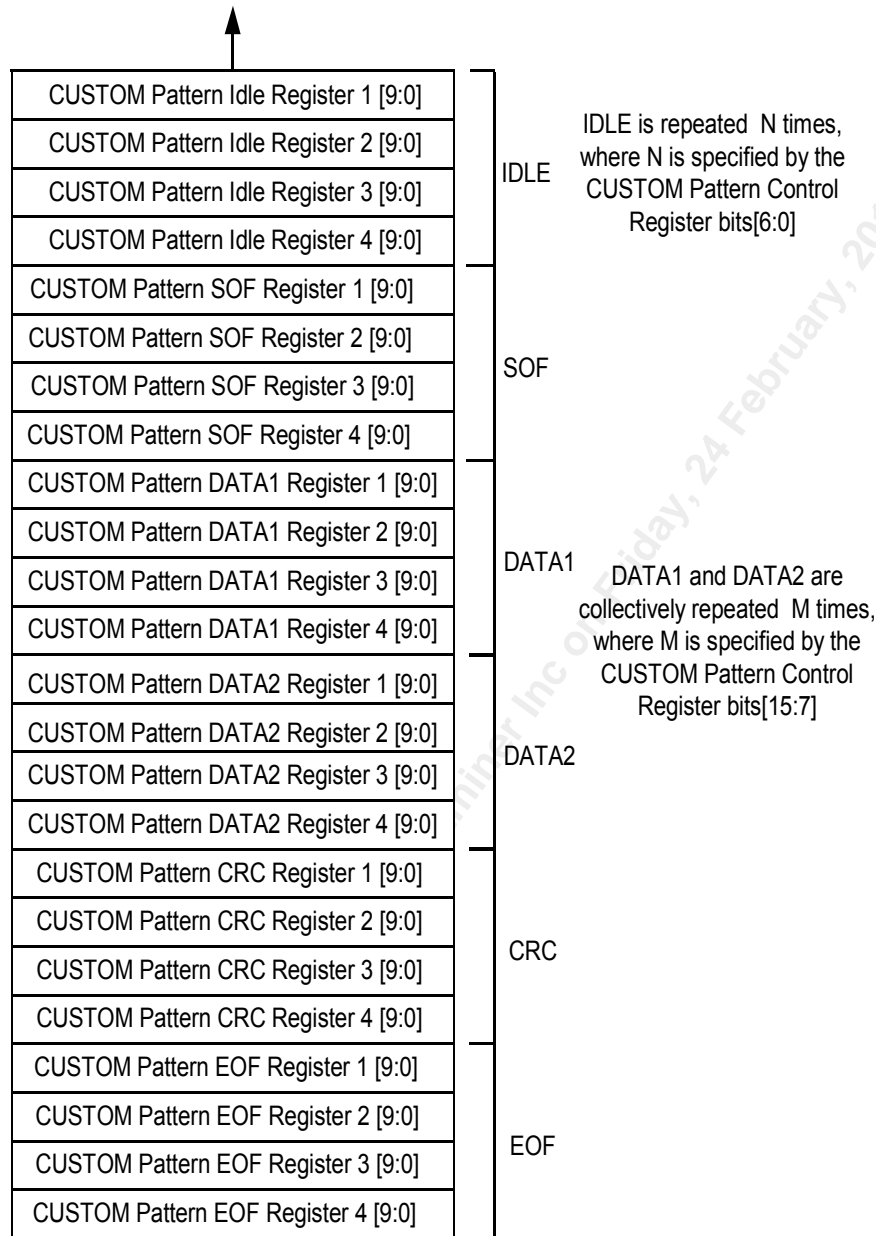 CUSTOM Pattern Idle Register 1 [9:0]
CUSTOM Pattern Idle Register 2 [9:0]
CUSTOM Pattern Idle Register 3 [9:0]
CUSTOM Pattern Idle Register 4 [9:0]
IDLE
IDLE is repeated N times,
where N is specified by the
CUSTOM Pattern Control
Register bits[6:0]
CUSTOM Pattern SOF Register 1 [9:0]
CUSTOM Pattern SOF Register 2 [9:0]
CUSTOM Pattern SOF Register 3 [9:0]
CUSTOM Pattern SOF Register 4 [9:0]
SOF
CUSTOM Pattern DATA1 Register 1 [9:0]
CUSTOM Pattern DATA1 Register 2 [9:0]
CUSTOM Pattern DATA1 Register 3 [9:0]
CUSTOM Pattern DATA1 Register 4 [9:0]
DATA1
DATA1 and DATA2 are
collectively repeated M times,
where M is specified by the
CUSTOM Pattern Control
Register bits[15:7]
CUSTOM Pattern DATA2 Register 1 [9:0]
CUSTOM Pattern DATA2 Register 2 [9:0]
CUSTOM Pattern DATA2 Register 3 [9:0]
CUSTOM Pattern DATA2 Register 4 [9:0]
DATA2
CUSTOM Pattern CRC Register 1 [9:0]
CUSTOM Pattern CRC Register 2 [9:0]
CUSTOM Pattern CRC Register 3 [9:0]
CUSTOM Pattern CRC Register 4 [9:0]
CRC
CUSTOM Pattern EOF Register 1 [9:0]
CUSTOM Pattern EOF Register 2 [9:0]
CUSTOM Pattern EOF Register 3 [9:0]
CUSTOM Pattern EOF Register 4 [9:0]
EOF
Inc on Friday, 24 February,